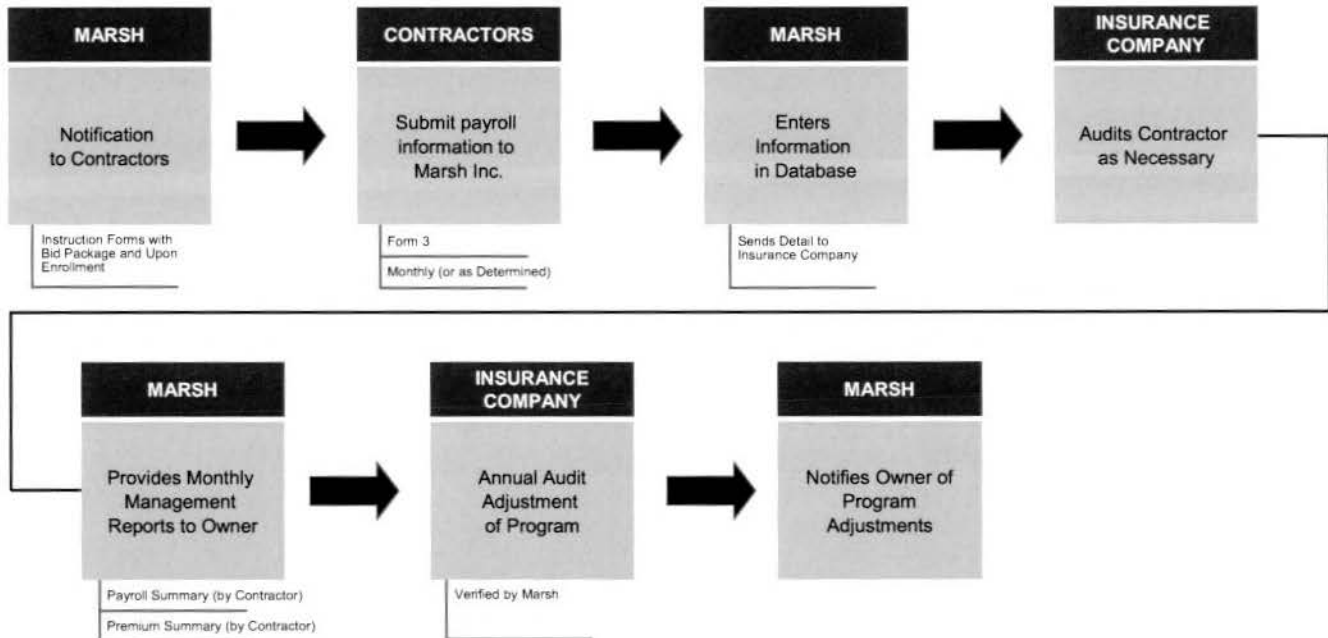 MARSH
Notification
to Contractors
Instruction Forms with
Bid Package and Upon
Enrollment
CONTRACTORS
Submit payroll
information to
Marsh Inc.
Form 3
Monthly (or as Determined)
MARSH
Enters
Information
in Database
Sends Detail to
Insurance Company
INSURANCE
COMPANY
Audits Contractor
as Necessary
MARSH
Provides Monthly
Management
Reports to Owner
Payroll Summary (by Contractor)
Premium Summary (by Contractor)
INSURANCE
COMPANY
Annual Audit
Adjustment
of Program
Verified by Marsh
MARSH
Notifies Owner of
Program
Adjustments